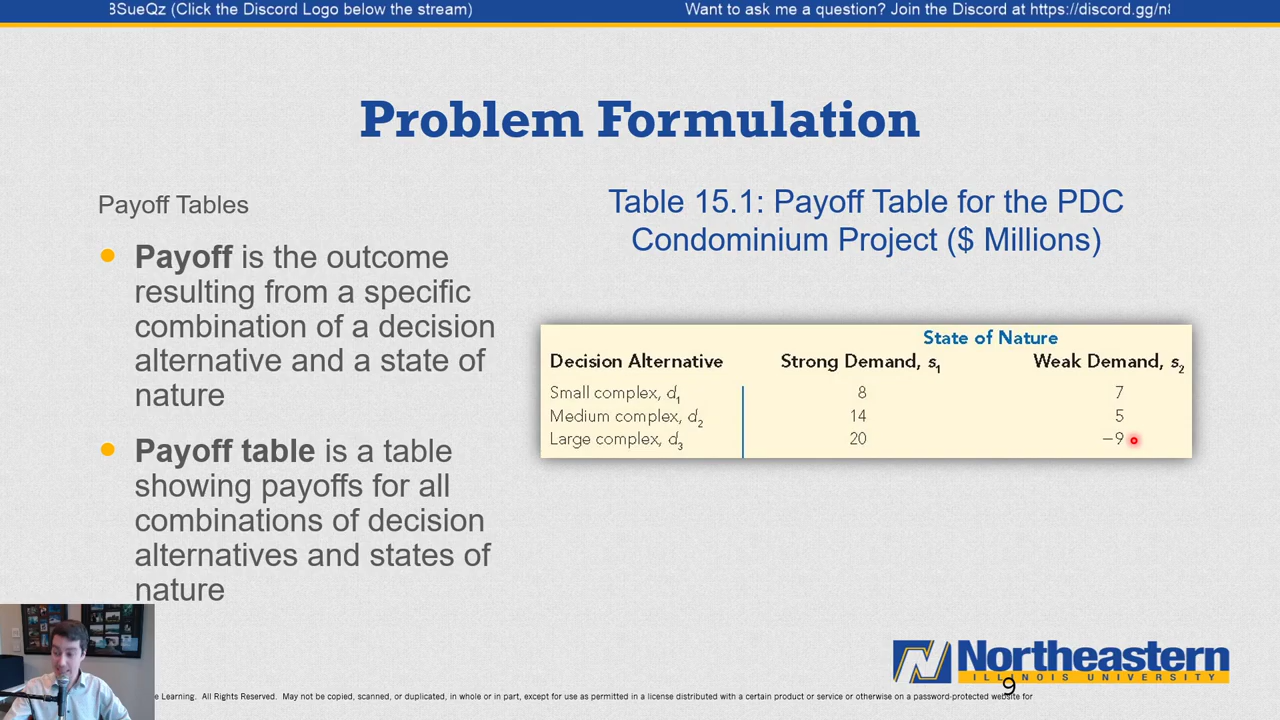 3SueQz (Click the Discord Logo below the stream)
Want to ask me a question? Join the Discord at https://discord.gg/n8
Problem Formulation
Payoff Tables
Payoff is the outcome
resulting from a specific
combination of a decision
alternative and a state of
nature
Payoff table is a table
showing payoffs for all
combinations of decision
alternatives and states of
nature
Table 15.1: Payoff Table for the PDC
Condominium Project ($ Millions)
State of Nature
Decision Alternative Strong Demand, s1 Weak Demand, s2
Small complex, d1 8 7
Medium complex, d2 14 5
Large complex, d3 20 −9
Northeastern
ILLINOIS UNIVERSITY
9
e Learning. All Rights Reserved. May not be copied, scanned, or duplicated, in whole or in part, except for use as permitted in a license distributed with a certain product or service or otherwise on a password-protected website for